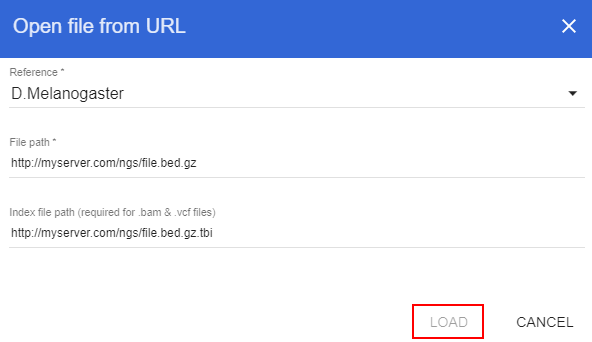 Open file from URL
Reference *
D.Melanogaster
File path *
http://myserver.com/ngs/file.bed.gz
Index file path (required for .bam & .vcf files)
http://myserver.com/ngs/file.bed.gz.tbi
LOAD CANCEL